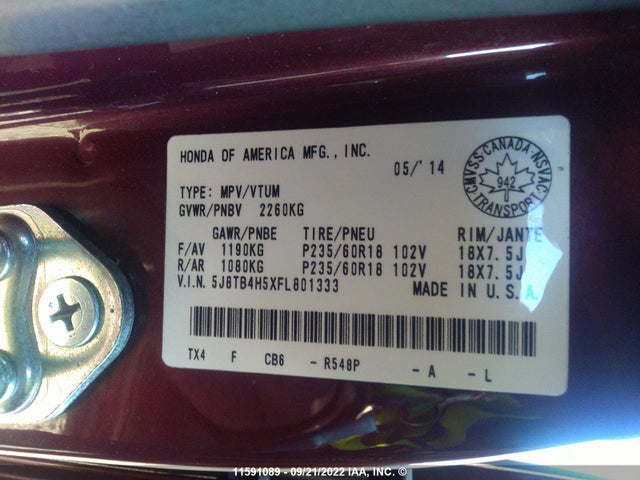 HONDA OF AMERICA MFG., INC.
05/'14
CMVSS·CANADA·NSVAC
942
TRANSPORT
TYPE: MPV/VTUM
GVWR/PNBV 2260KG
GAWR/PNBE TIRE/PNEU RIM/JANTE
F/AV 1190KG P235/60R18 102V 18X7.5J
R/AR 1080KG P235/60R18 102V 18X7.5J
V.I.N. 5J8TB4H5XFL801333 MADE IN U.S.A.
TX4 F CB6 -R548P -A -L
11591089 - 09/21/2022 IAA, INC. ©